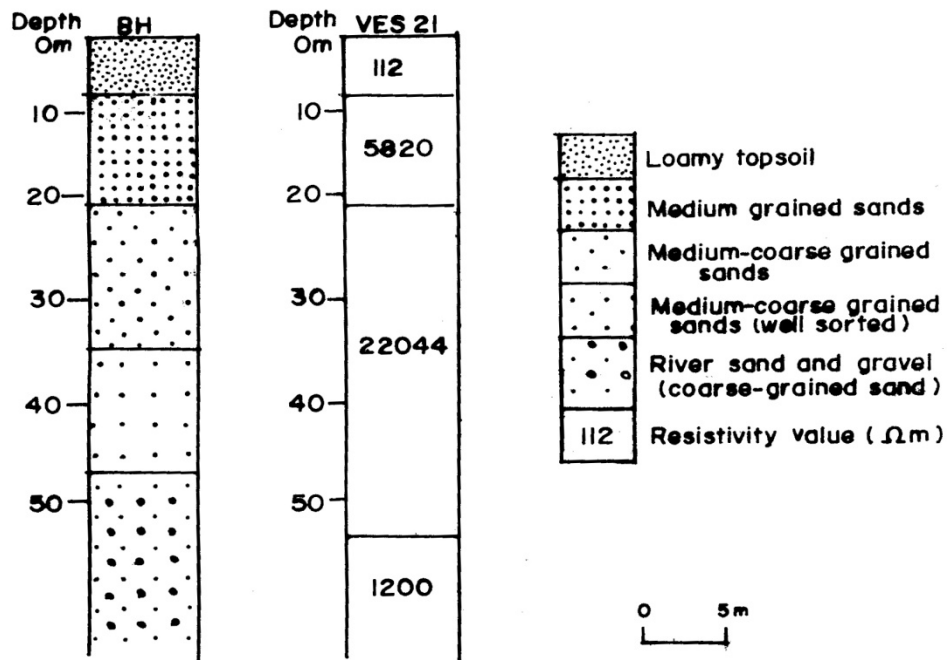 Depth
0m
BH
10
20
30
40
50
VES 21
Depth
0m
112
10
5820
20
30
22044
40
50
1200
Loamy topsoil
Medium grained sands
Medium-coarse grained
sands
Medium-coarse grained
sands (well sorted)
River sand and gravel
(coarse-grained sand)
112
Resistivity value (Ωm)
0 5m